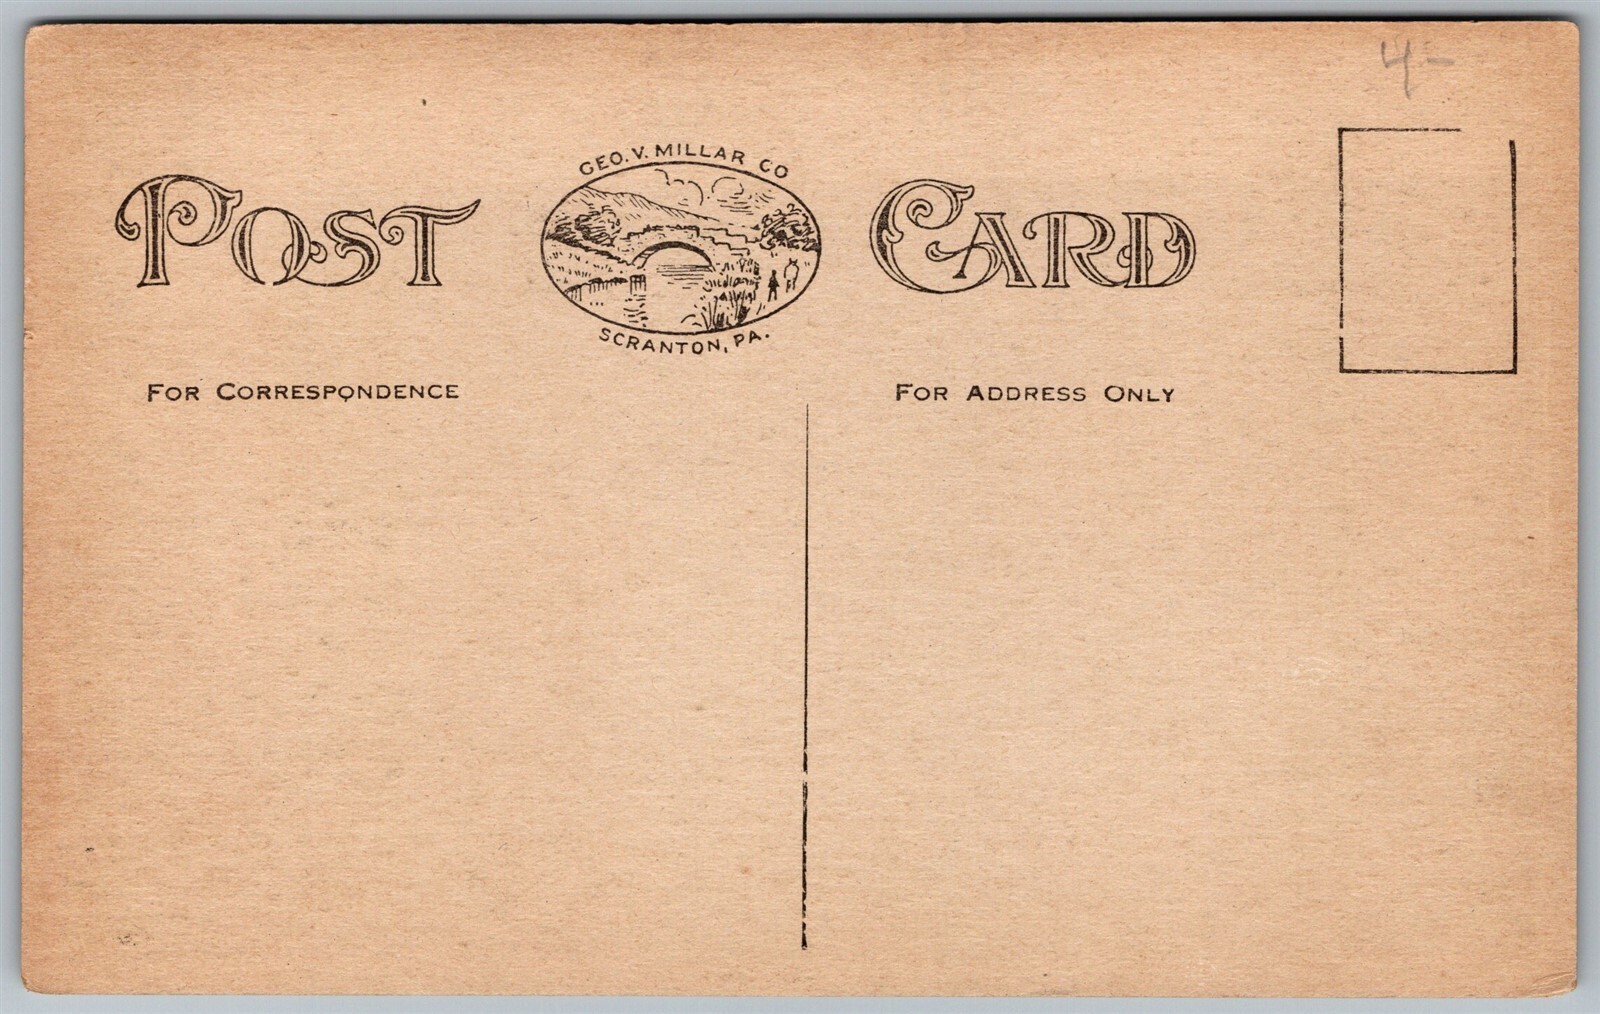 4-
GEO. V. MILLAR CO
POST CARD
SCRANTON, PA.
FOR CORRESPONDENCE
FOR ADDRESS ONLY